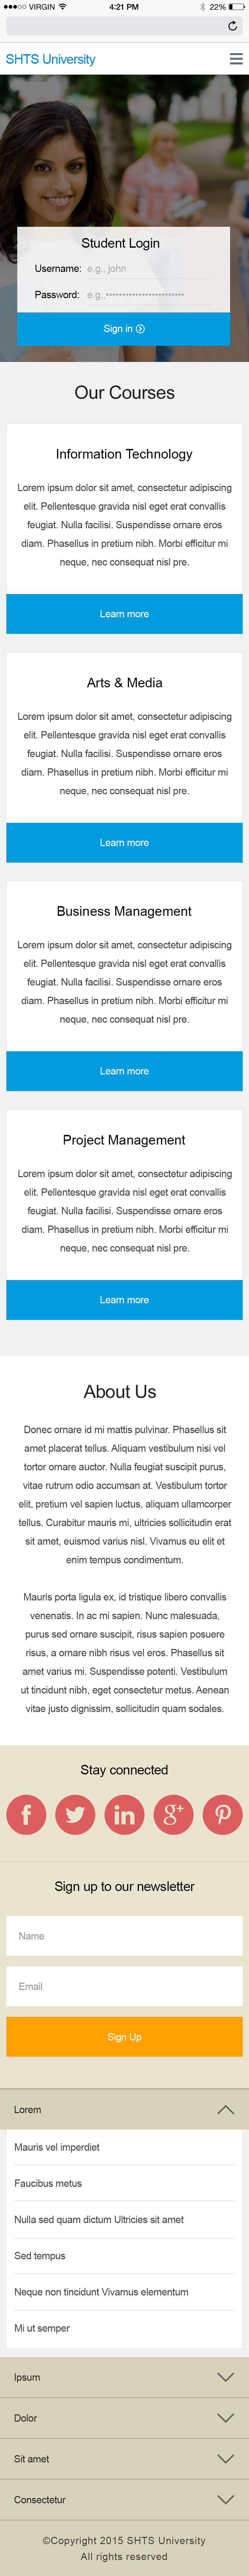 VIRGIN 4:21 PM 22%
SHTS University
Student Login
Username: e.g., john
Password: e.g.,••••••••••••••••••••••••
Sign in
Our Courses
Information Technology
Lorem ipsum dolor sit amet, consectetur adipiscing
elit. Pellentesque gravida nisl eget erat convallis
feugiat. Nulla facilisi. Suspendisse ornare eros
diam. Phasellus in pretium nibh. Morbi efficitur mi
neque, nec consequat nisl pre.
Learn more
Arts & Media
Lorem ipsum dolor sit amet, consectetur adipiscing
elit. Pellentesque gravida nisl eget erat convallis
feugiat. Nulla facilisi. Suspendisse ornare eros
diam. Phasellus in pretium nibh. Morbi efficitur mi
neque, nec consequat nisl pre.
Learn more
Business Management
Lorem ipsum dolor sit amet, consectetur adipiscing
elit. Pellentesque gravida nisl eget erat convallis
feugiat. Nulla facilisi. Suspendisse ornare eros
diam. Phasellus in pretium nibh. Morbi efficitur mi
neque, nec consequat nisl pre.
Learn more
Project Management
Lorem ipsum dolor sit amet, consectetur adipiscing
elit. Pellentesque gravida nisl eget erat convallis
feugiat. Nulla facilisi. Suspendisse ornare eros
diam. Phasellus in pretium nibh. Morbi efficitur mi
neque, nec consequat nisl pre.
Learn more
About Us
Donec ornare id mi mattis pulvinar. Phasellus sit
amet placerat tellus. Aliquam vestibulum nisi vel
tortor ornare auctor. Nulla feugiat suscipit purus,
vitae rutrum odio accumsan at. Vestibulum tortor
elit, pretium vel sapien luctus, aliquam ullamcorper
tellus. Curabitur mauris mi, ultricies sollicitudin erat
sit amet, euismod varius nisl. Vivamus eu elit et
enim tempus condimentum.
Mauris porta ligula ex, id tristique libero convallis
venenatis. In ac mi sapien. Nunc malesuada,
purus sed ornare suscipit, risus sapien posuere
risus, a ornare nibh risus vel eros. Phasellus sit
amet varius mi. Suspendisse potenti. Vestibulum
ut tincidunt nibh, eget consectetur metus. Aenean
vitae justo dignissim, sollicitudin quam sodales.
Stay connected
f in g+
Sign up to our newsletter
Name
Email
Sign Up
Lorem
Mauris vel imperdiet
Faucibus metus
Nulla sed quam dictum Ultricies sit amet
Sed tempus
Neque non tincidunt Vivamus elementum
Mi ut semper
Ipsum
Dolor
Sit amet
Consectetur
©Copyright 2015 SHTS University
All rights reserved